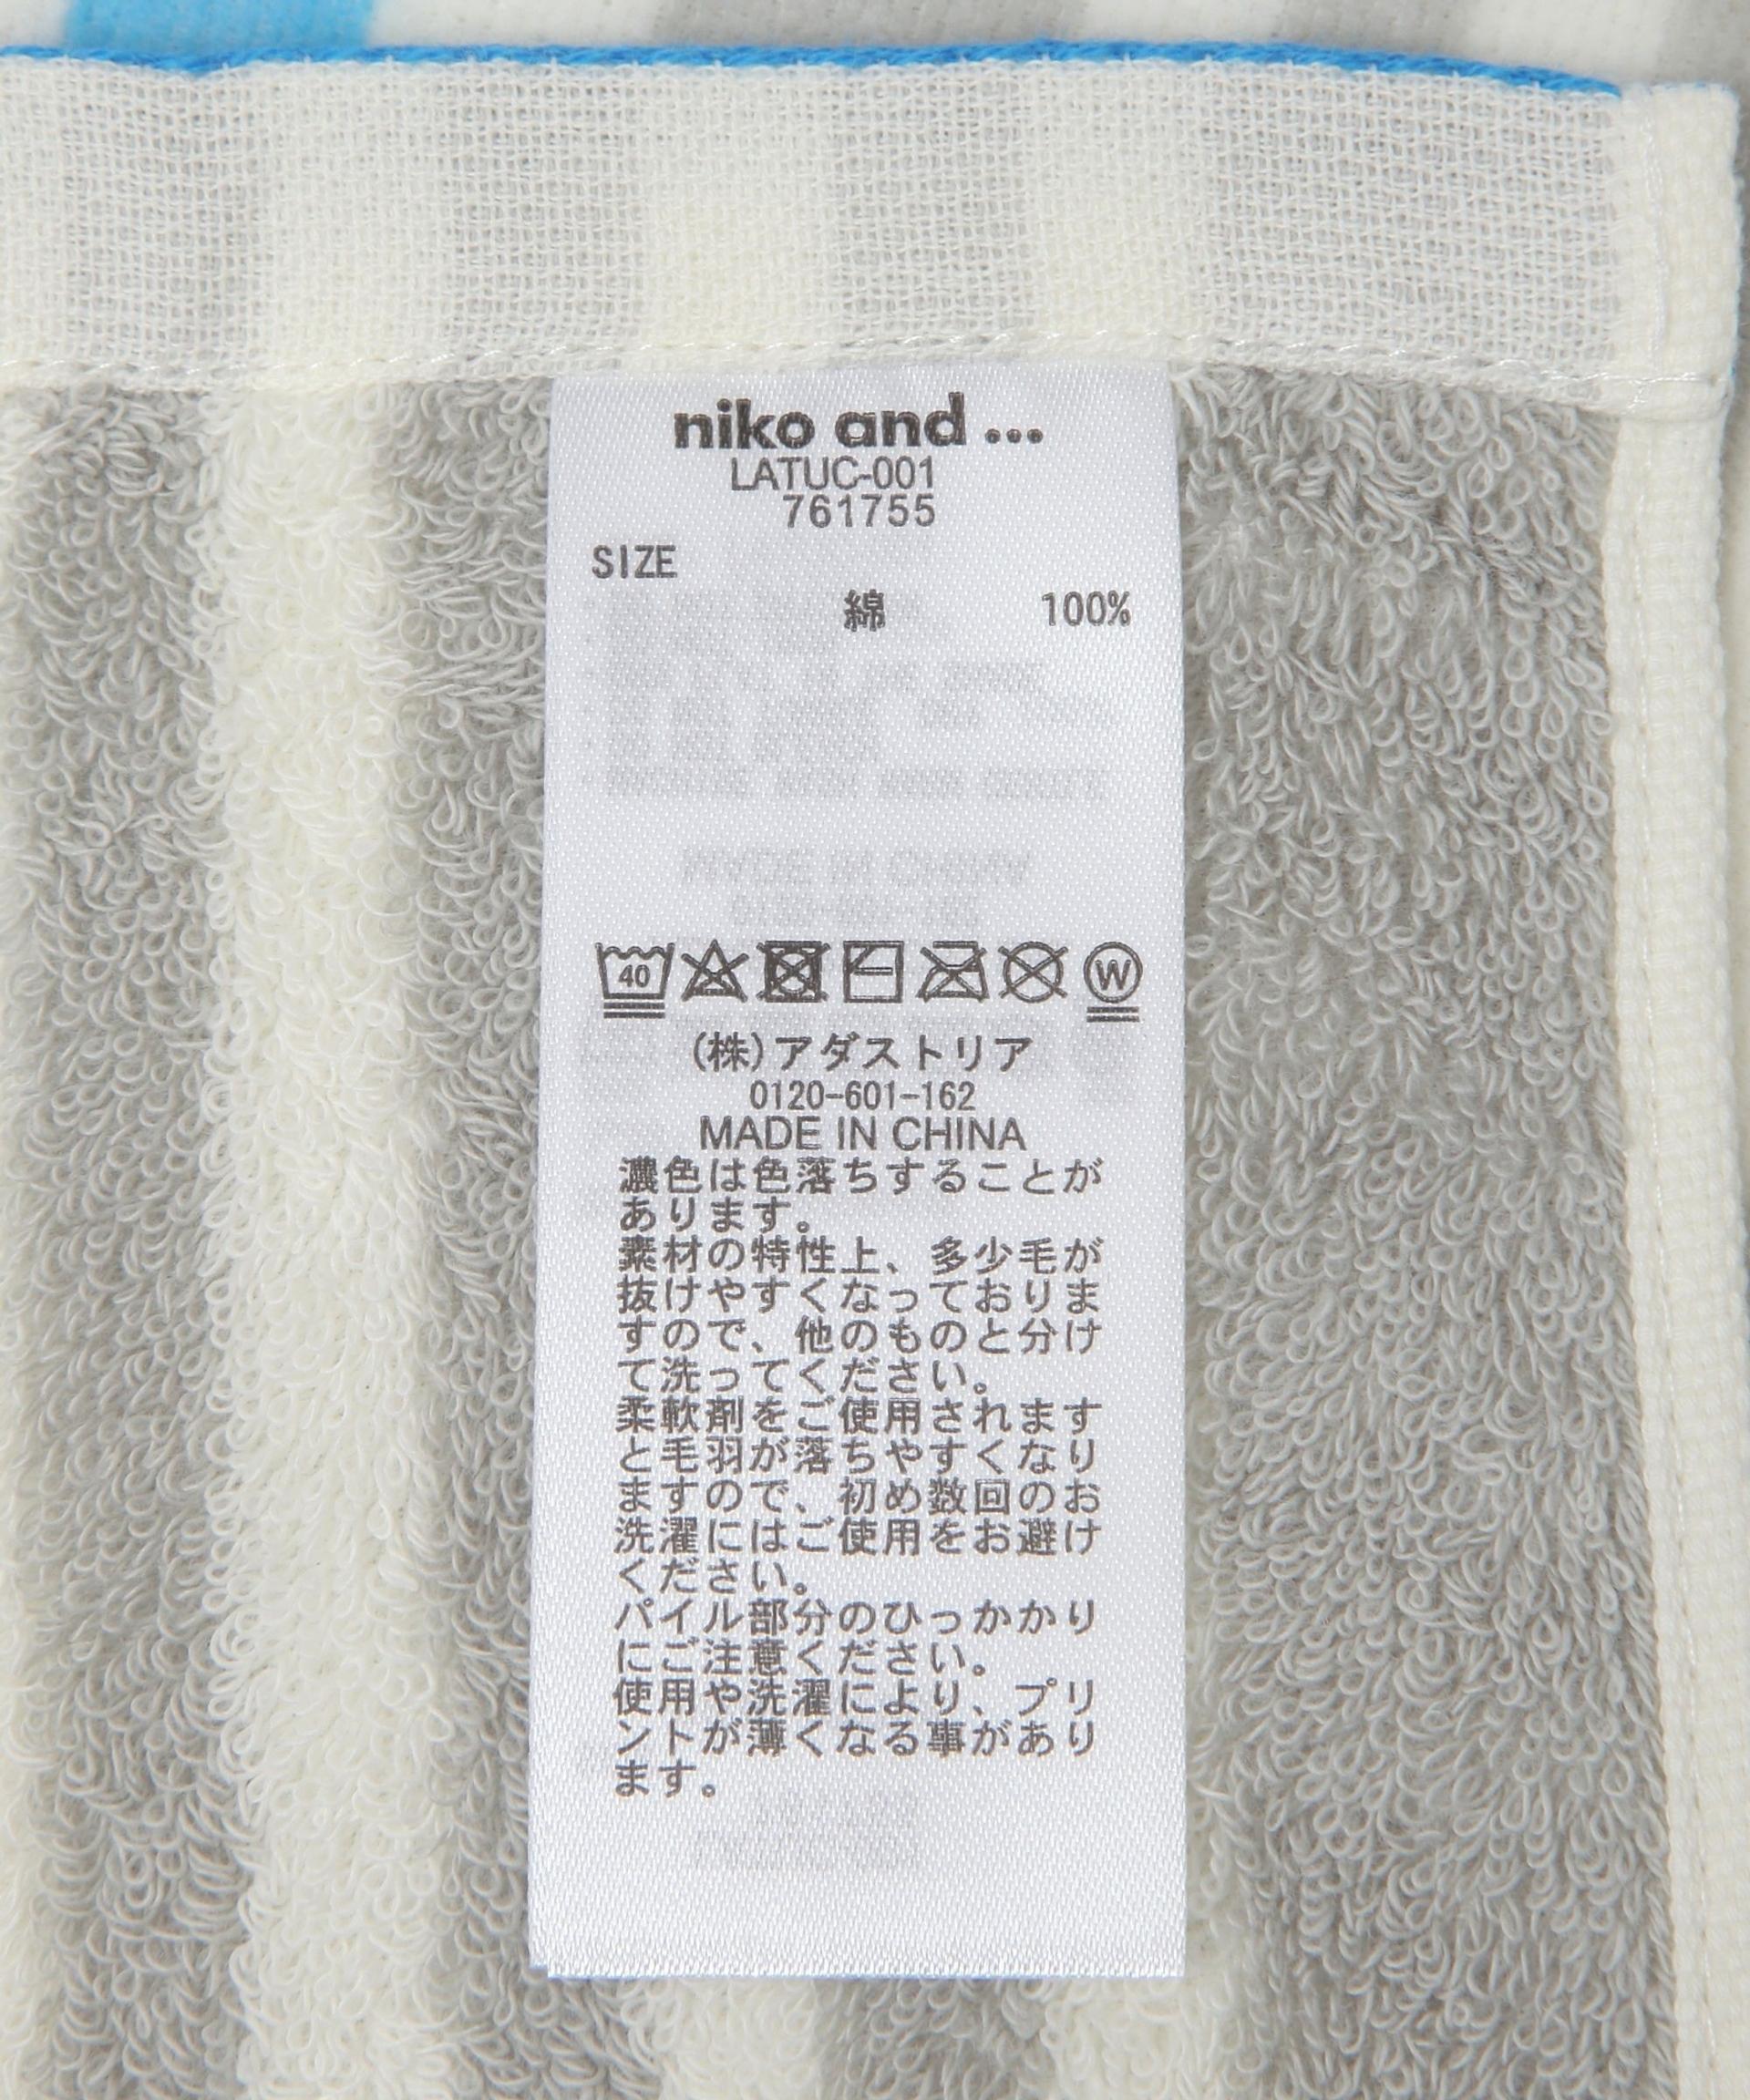 niko and ...
LATUC-001
761755
SIZE
綿 100%
40 W
(株)アダストリア
0120-601-162
MADE IN CHINA
濃色は色落ちすることが
あります。
素材の特性上、多少毛が
抜けやすくなっておりま
すので、他のものと分け
て洗ってください。
柔軟剤をご使用されます
と毛羽が落ちやすくなり
ますので、初め数回のお
洗濯にはご使用をお避け
ください。
パイル部分のひっかかり
にご注意ください。
使用や洗濯により、プリ
ントが薄くなる事があり
ます。